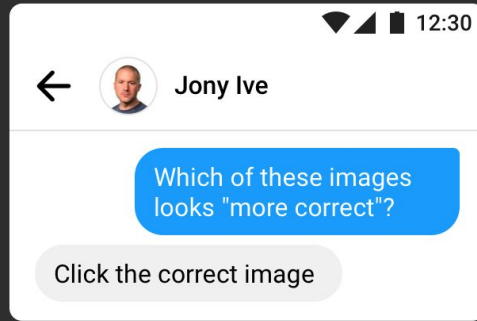 12:30
Jony Ive
Which of these images
looks "more correct"?
Click the correct image